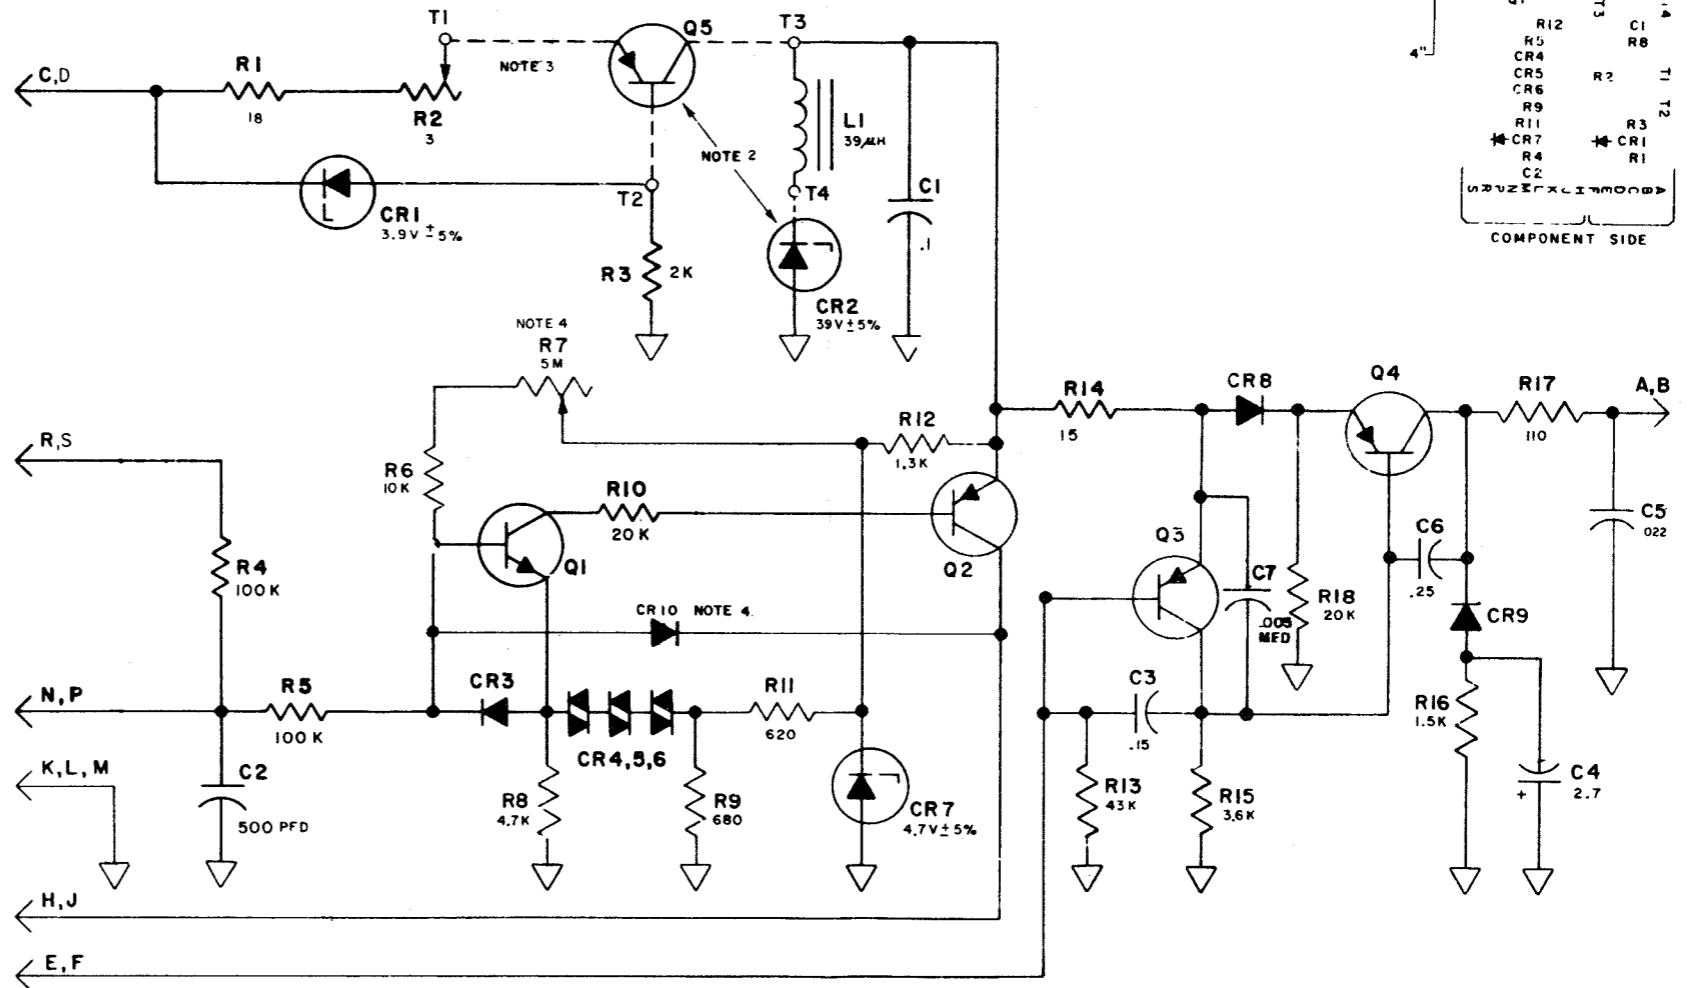 T1
Q5
T3
C,D
R1
18
R2
3
NOTE 3
L1
39µH
NOTE 2
T4
C1
.1
T2
CR1
3.9V ±5%
R3
2K
CR2
39V±5%
4"
T3
R12
C1
R5
R8
CR4
CR5
R2
T1
CR6
R9
T2
R11
R3
CR7
CR1
R4
R1
C2
S R P N M L K J H F E D C B A
COMPONENT SIDE
NOTE 4
R7
5M
R14
15
CR8
Q4
R17
110
A,B
R,S
R6
10K
R12
1.3K
R10
20K
Q1
Q2
Q3
C6
.25
C5
022
R4
100K
CR10 NOTE 4.
C7
.005
MFD
R18
20K
CR9
N,P
R5
100K
CR3
CR4,5,6
R11
620
C3
.15
R16
1.5K
K,L,M
C2
500 PFD
R8
4.7K
R9
680
CR7
4.7V±5%
R13
43K
R15
3.6K
C4
2.7
+
H,J
E,F